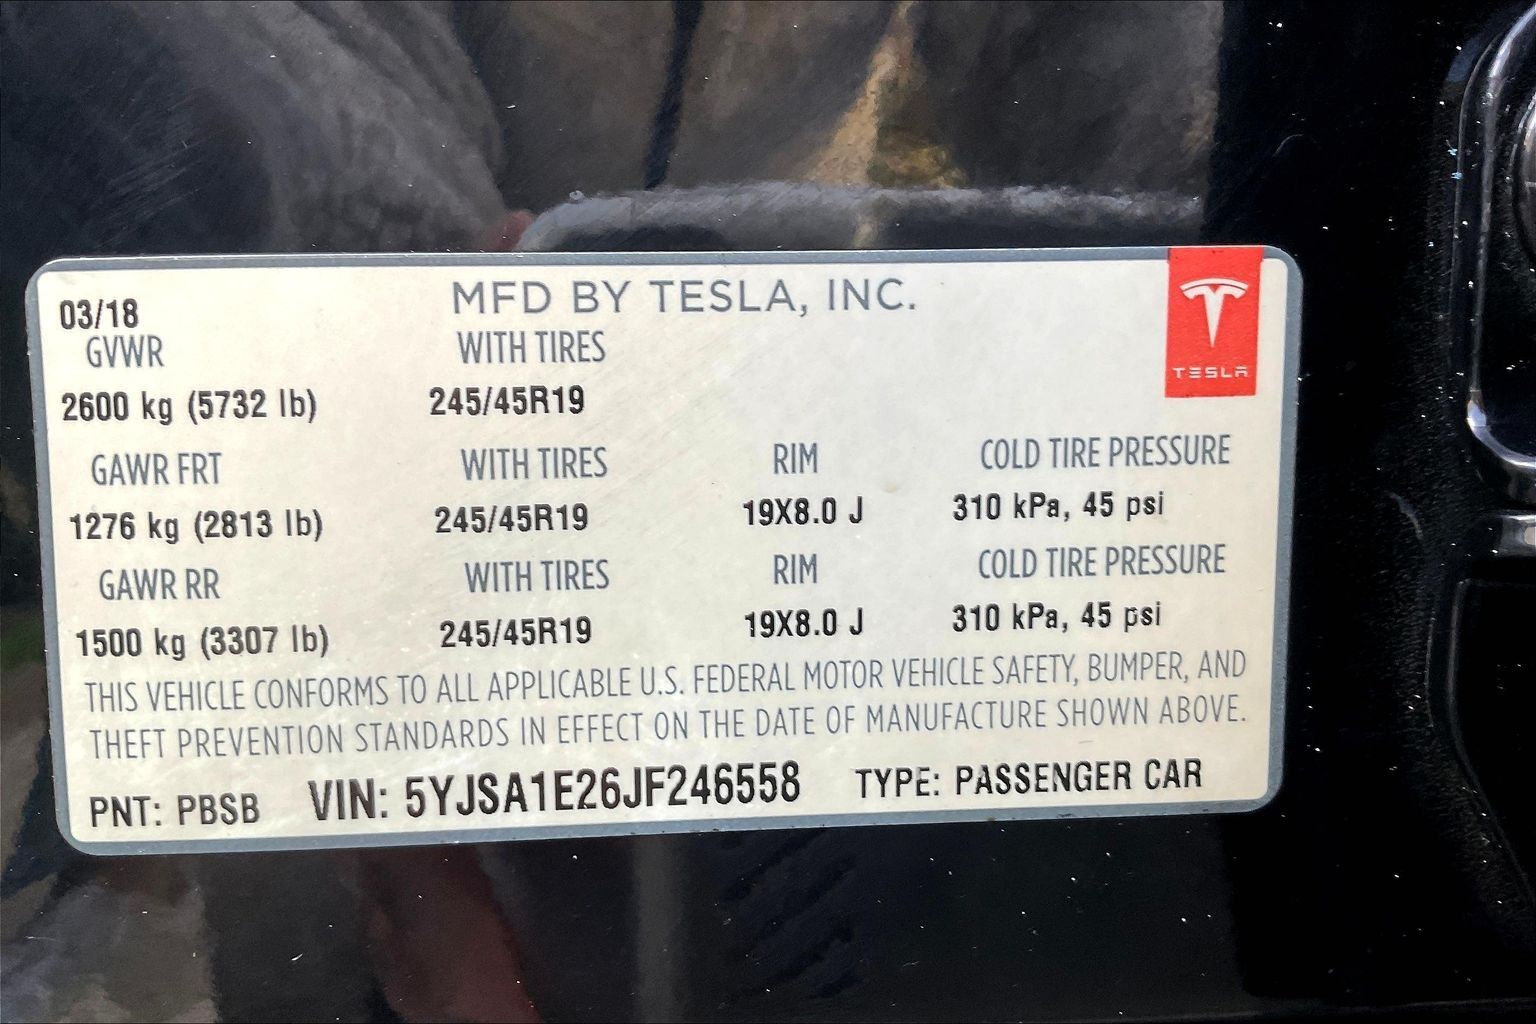 MFD BY TESLA, INC.
03/18
GVWR WITH TIRES
2600 kg (5732 lb) 245/45R19
TESLA
GAWR FRT WITH TIRES RIM COLD TIRE PRESSURE
1276 kg (2813 lb) 245/45R19 19X8.0 J 310 kPa, 45 psi
GAWR RR WITH TIRES RIM COLD TIRE PRESSURE
1500 kg (3307 lb) 245/45R19 19X8.0 J 310 kPa, 45 psi
THIS VEHICLE CONFORMS TO ALL APPLICABLE U.S. FEDERAL MOTOR VEHICLE SAFETY, BUMPER, AND
THEFT PREVENTION STANDARDS IN EFFECT ON THE DATE OF MANUFACTURE SHOWN ABOVE.
PNT: PBSB VIN: 5YJSA1E26JF246558 TYPE: PASSENGER CAR